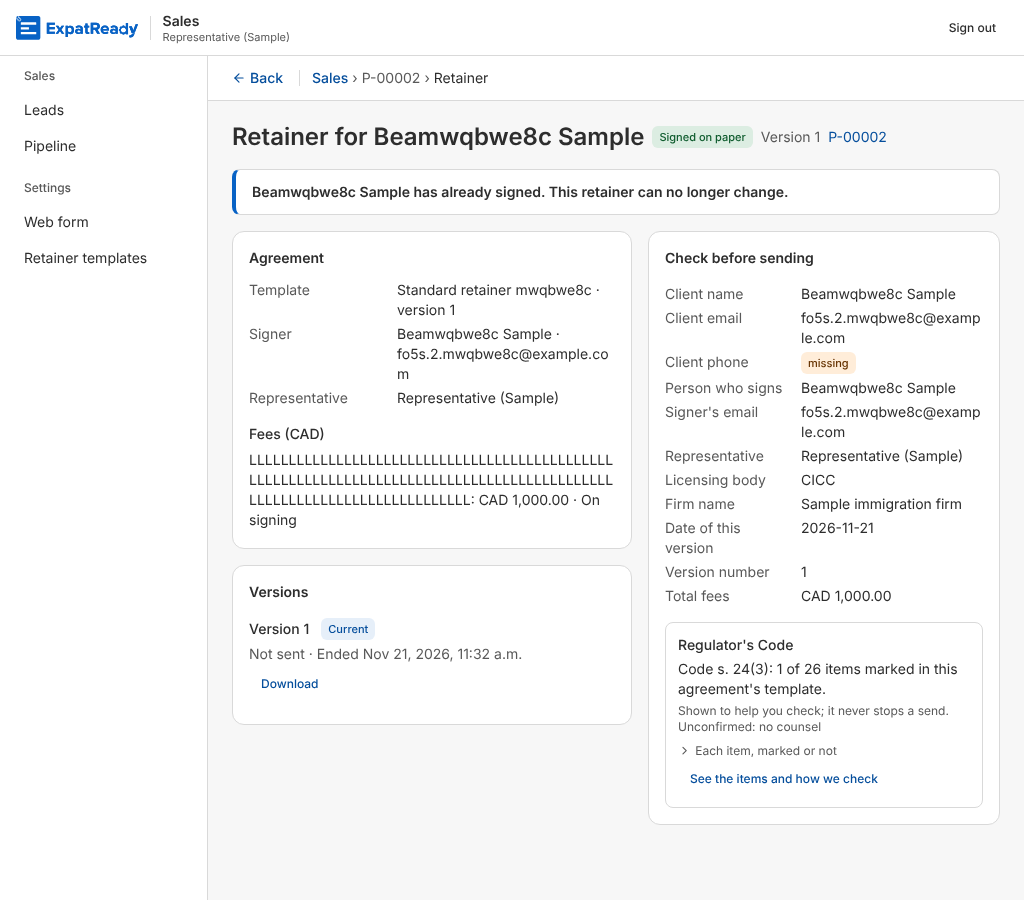 ExpatReady
Sales
Representative (Sample)
Sign out
Sales
Leads
Pipeline
Settings
Web form
Retainer templates
← Back
Sales › P-00002 › Retainer
Retainer for Beamwqbwe8c Sample
Signed on paper
Version 1
P-00002
Beamwqbwe8c Sample has already signed. This retainer can no longer change.
Agreement
Template
Standard retainer mwqbwe8c ·
version 1
Signer
Beamwqbwe8c Sample ·
fo5s.2.mwqbwe8c@example.co
m
Representative
Representative (Sample)
Fees (CAD)
LLLLLLLLLLLLLLLLLLLLLLLLLLLLLLLLLLLLLLLLLLLLLL
LLLLLLLLLLLLLLLLLLLLLLLLLLLLLLLLLLLLLLLLLLLLLL
LLLLLLLLLLLLLLLLLLLLLLLLLLLL: CAD 1,000.00 · On
signing
Versions
Version 1
Current
Not sent · Ended Nov 21, 2026, 11:32 a.m.
Download
Check before sending
Client name
Beamwqbwe8c Sample
Client email
fo5s.2.mwqbwe8c@examp
le.com
Client phone
missing
Person who signs
Beamwqbwe8c Sample
Signer's email
fo5s.2.mwqbwe8c@examp
le.com
Representative
Representative (Sample)
Licensing body
CICC
Firm name
Sample immigration firm
Date of this
version
2026-11-21
Version number
1
Total fees
CAD 1,000.00
Regulator's Code
Code s. 24(3): 1 of 26 items marked in this
agreement's template.
Shown to help you check; it never stops a send.
Unconfirmed: no counsel
Each item, marked or not
See the items and how we check